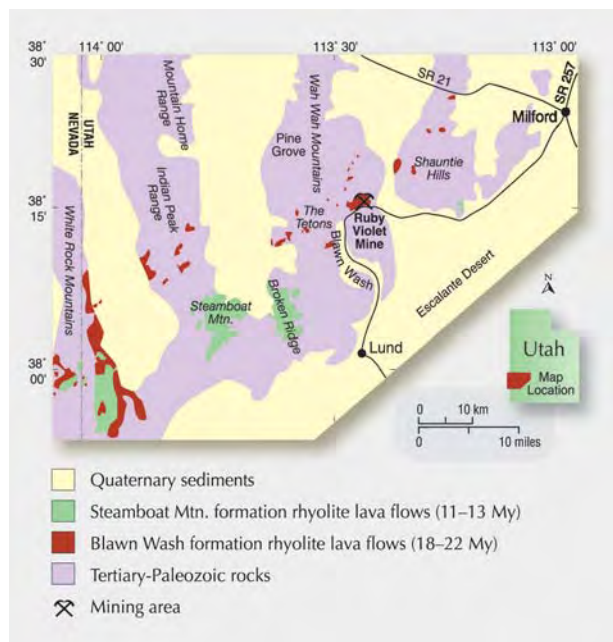 114° 00'
113° 30'
113° 00'
38°
30'
38°
15'
38°
00'
NEVADA
UTAH
Mountain Home
Range
Indian Peak
Range
White Rock Mountains
Wah Wah Mountains
Pine
Grove
The
Tetons
Steamboat
Mtn.
Broken Ridge
Blawn Wash
Ruby
Violet
Mine
Shauntie
Hills
SR 21
SR 257
Milford
Escalante Desert
Lund
N
Utah
Map
Location
0 10 km
0 10 miles
Quaternary sediments
Steamboat Mtn. formation rhyolite lava flows (11–13 My)
Blawn Wash formation rhyolite lava flows (18–22 My)
Tertiary-Paleozoic rocks
Mining area